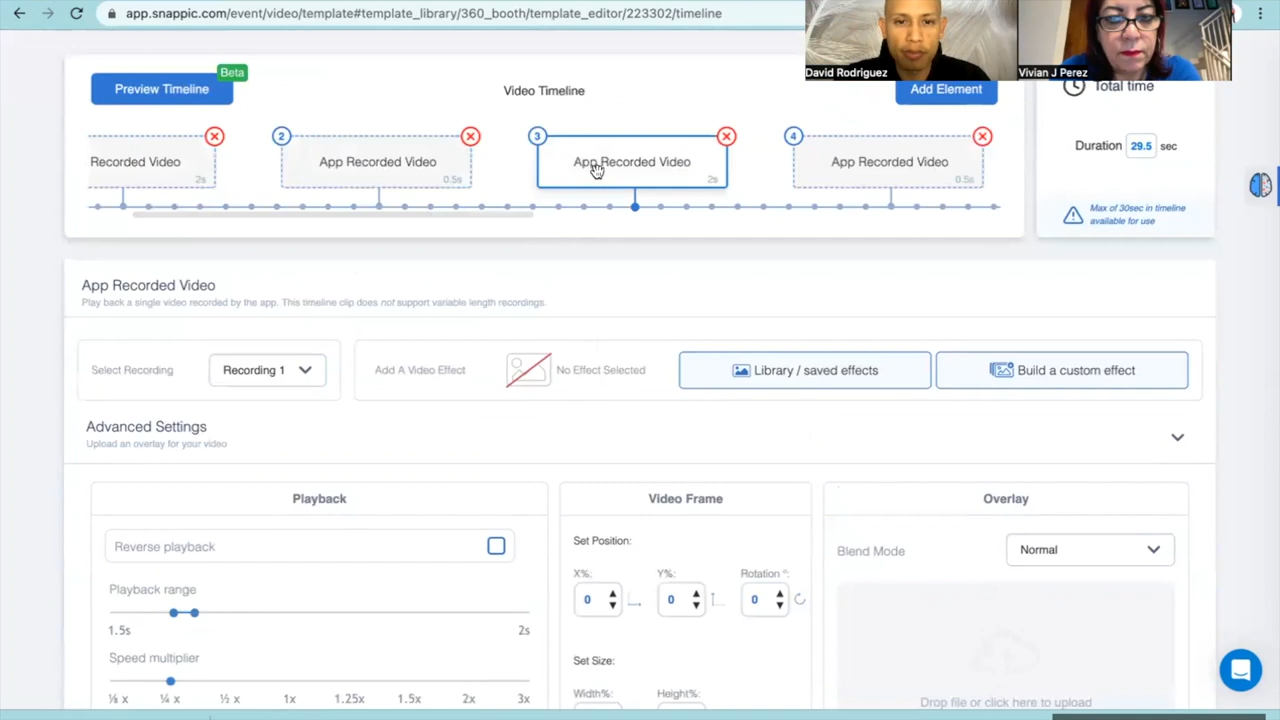 app.snappic.com/event/video/template#template_library/360_booth/template_editor/223302/timeline
David Rodriguez
Vivian J Perez
Preview Timeline
Beta
Video Timeline
Add Element
Total time
2
3
4
Recorded Video
App Recorded Video
App Recorded Video
App Recorded Video
2s
0.5s
2s
0.5s
Duration 29.5 sec
Max of 30sec in timeline
available for use
App Recorded Video
Play back a single video recorded by the app. This timeline clip does not support variable length recordings.
Select Recording
Recording 1
Add A Video Effect
No Effect Selected
Library / saved effects
Build a custom effect
Advanced Settings
Upload an overlay for your video
Playback
Video Frame
Overlay
Reverse playback
Set Position:
Blend Mode
Normal
Playback range
X%:
Y%:
Rotation °:
0
0
0
1.5s
2s
Speed multiplier
Set Size:
Width%:
Height%:
⅛ x
¼ x
½ x
1x
1.25x
1.5x
2x
3x
Drop file or click here to upload